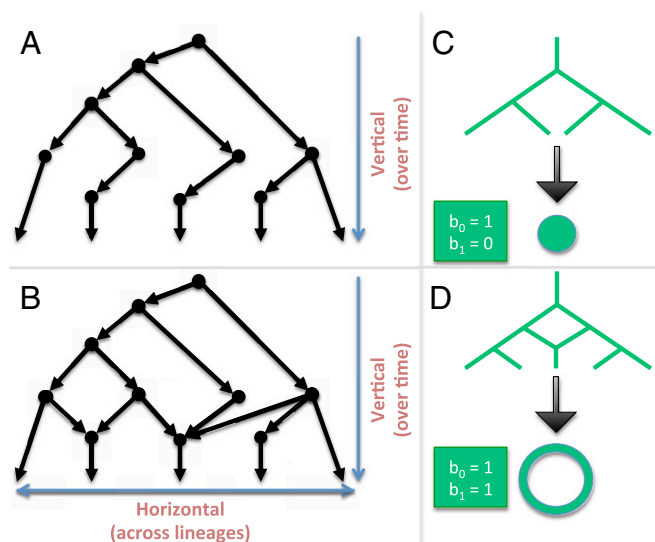 A
Vertical
(over time)
C
b0 = 1
b1 = 0
B
Vertical
(over time)
Horizontal
(across lineages)
D
b0 = 1
b1 = 1